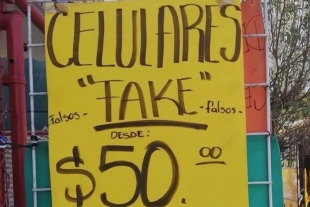 CELULARES
"FAKE"
-Falsos- -falsos-
DESDE:
$50.00